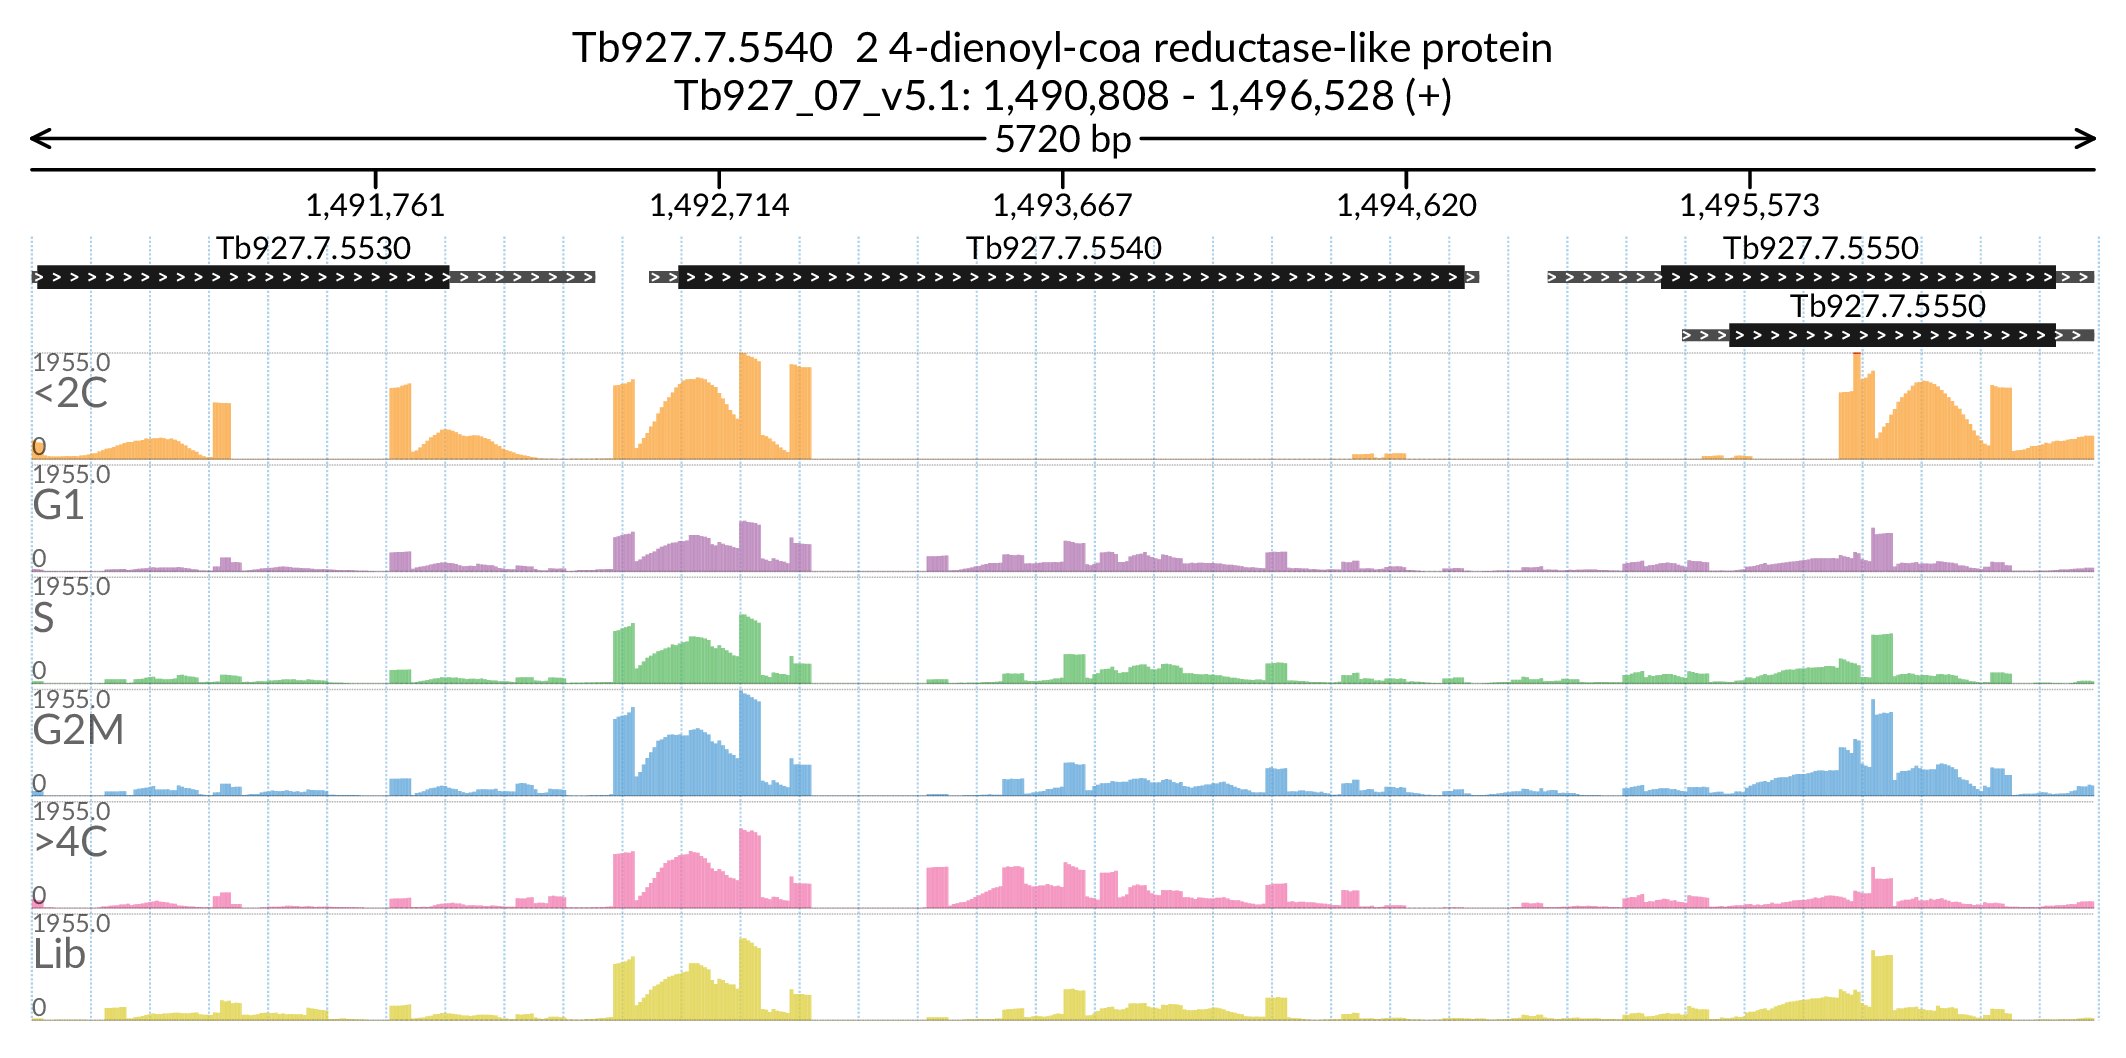 Tb927.7.5540  2 4-dienoyl-coa reductase-like protein
Tb927_07_v5.1: 1,490,808 - 1,496,528 (+)
5720 bp
1,491,761 1,492,714 1,493,667 1,494,620 1,495,573
Tb927.7.5530 Tb927.7.5540 Tb927.7.5550
Tb927.7.5550
1955.0
<2C
0
1955.0
G1
0
1955.0
S
0
1955.0
G2M
0
1955.0
>4C
0
1955.0
Lib
0